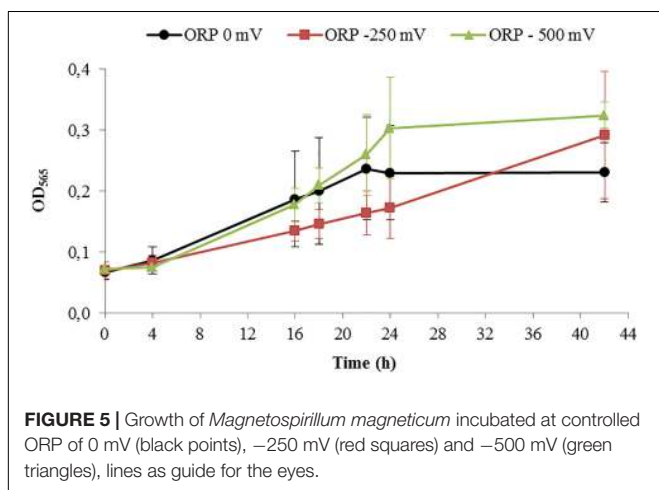 ORP 0 mV ORP -250 mV ORP - 500 mV
0,4
0,3
0,2
0,1
0,0
OD565
0 4 8 12 16 20 24 28 32 36 40 44
Time (h)
FIGURE 5 | Growth of Magnetospirillum magneticum incubated at controlled
ORP of 0 mV (black points), −250 mV (red squares) and −500 mV (green
triangles), lines as guide for the eyes.